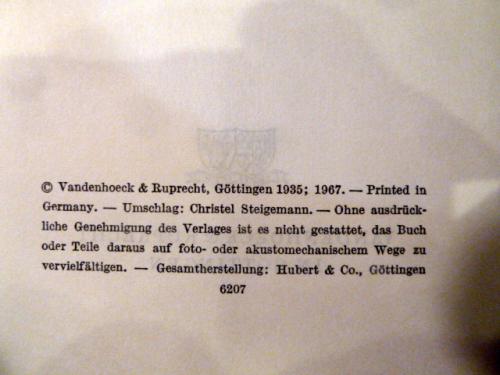 © Vandenhoeck & Ruprecht, Göttingen 1935; 1967. — Printed in
Germany. — Umschlag: Christel Steigemann. — Ohne ausdrück-
liche Genehmigung des Verlages ist es nicht gestattet, das Buch
oder Teile daraus auf foto- oder akustomechanischem Wege zu
vervielfältigen. — Gesamtherstellung: Hubert & Co., Göttingen
6207